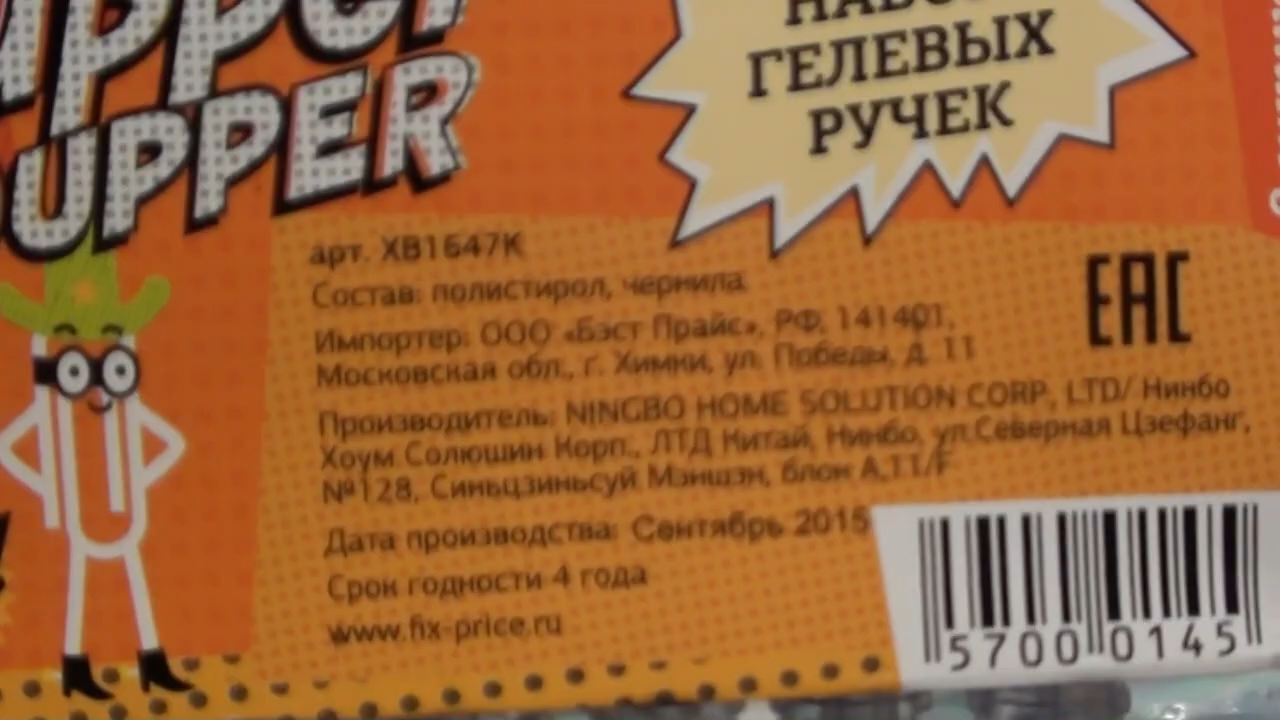 UPPER
НАБОР
ГЕЛЕВЫХ
РУЧЕК
арт. XB1647K
Состав: полистирол, чернила
EAC
Импортер: ООО «Бэст Прайс», РФ, 141401,
Московская обл., г. Химки, ул. Победы, д. 11
Производитель: NINGBO HOME SOLUTION CORP., LTD/ Нинбо
Хоум Солюшин Корп., ЛТД Китай, Нинбо, ул.Северная Цзефанг,
№128, Синьцзиньсуй Мэншэн, блок А,11/F
Дата производства: Сентябрь 2015
Срок годности 4 года
www.fix-price.ru
5700 0145